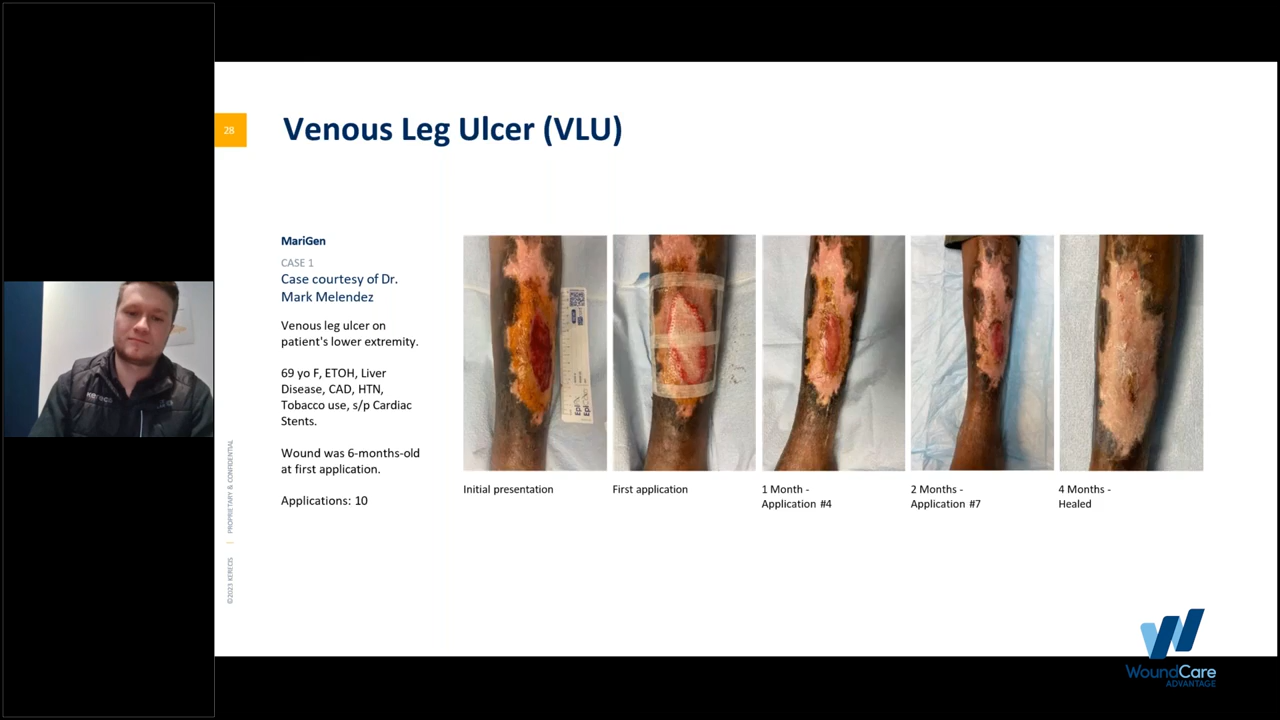 28
Venous Leg Ulcer (VLU)
MariGen
CASE 1
Case courtesy of Dr.
Mark Melendez
Venous leg ulcer on
patient's lower extremity.
69 yo F, ETOH, Liver
Disease, CAD, HTN,
Tobacco use, s/p Cardiac
Stents.
Wound was 6-months-old
at first application.
Applications: 10
Initial presentation
First application
1 Month -
Application #4
2 Months -
Application #7
4 Months -
Healed
©2023 KERECIS | PROPRIETARY & CONFIDENTIAL
kerecis
WoundCare
ADVANTAGE